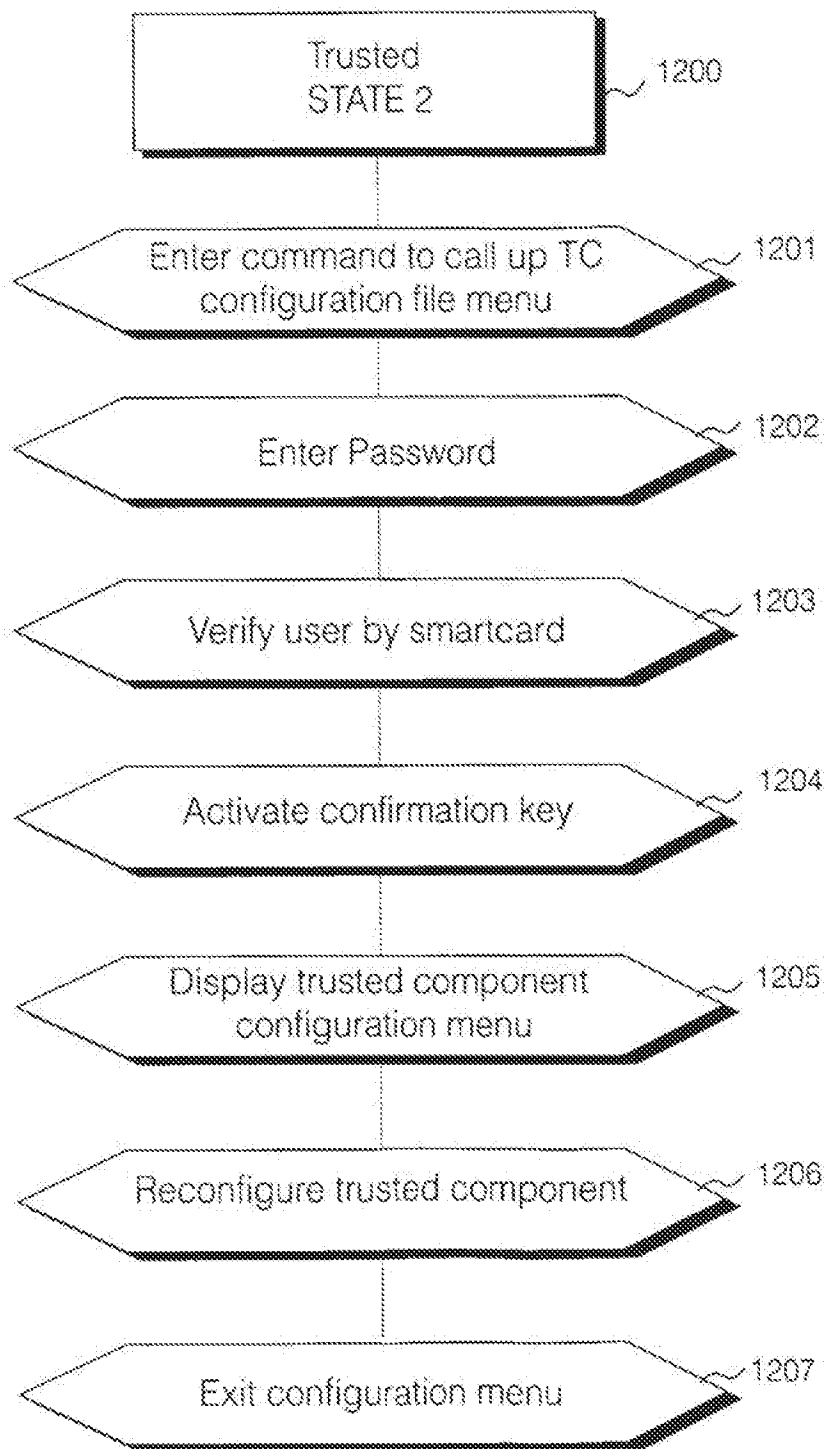 Trusted
STATE 2
1200
Enter command to call up TC
configuration file menu
1201
Enter Password
1202
Verify user by smartcard
1203
Activate confirmation key
1204
Display trusted component
configuration menu
1205
Reconfigure trusted component
1206
Exit configuration menu
1207